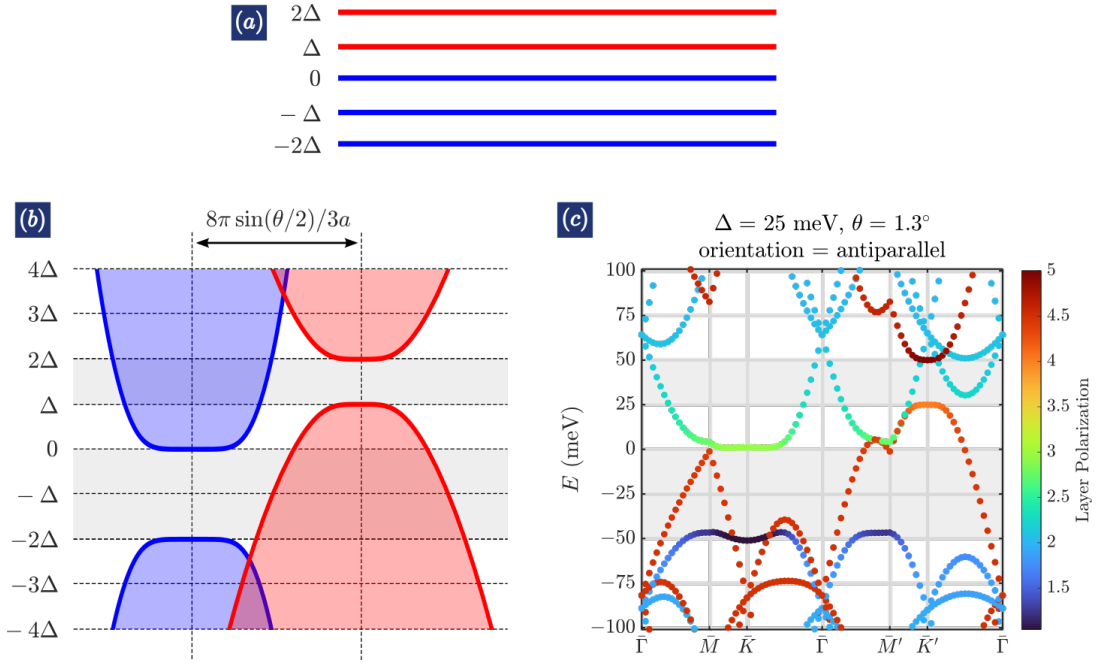 (a)
2Δ
Δ
0
− Δ
−2Δ
(b)
8π sin(θ/2)/3a
4Δ
3Δ
2Δ
Δ
0
− Δ
−2Δ
−3Δ
− 4Δ
(c)
Δ = 25 meV, θ = 1.3°
orientation = antiparallel
E (meV)
100
75
50
25
0
−25
−50
−75
−100
Γ̄ M̄ K̄ Γ̄ M̄′ K̄′ Γ̄
5
4.5
4
3.5
3
2.5
2
1.5
Layer Polarization